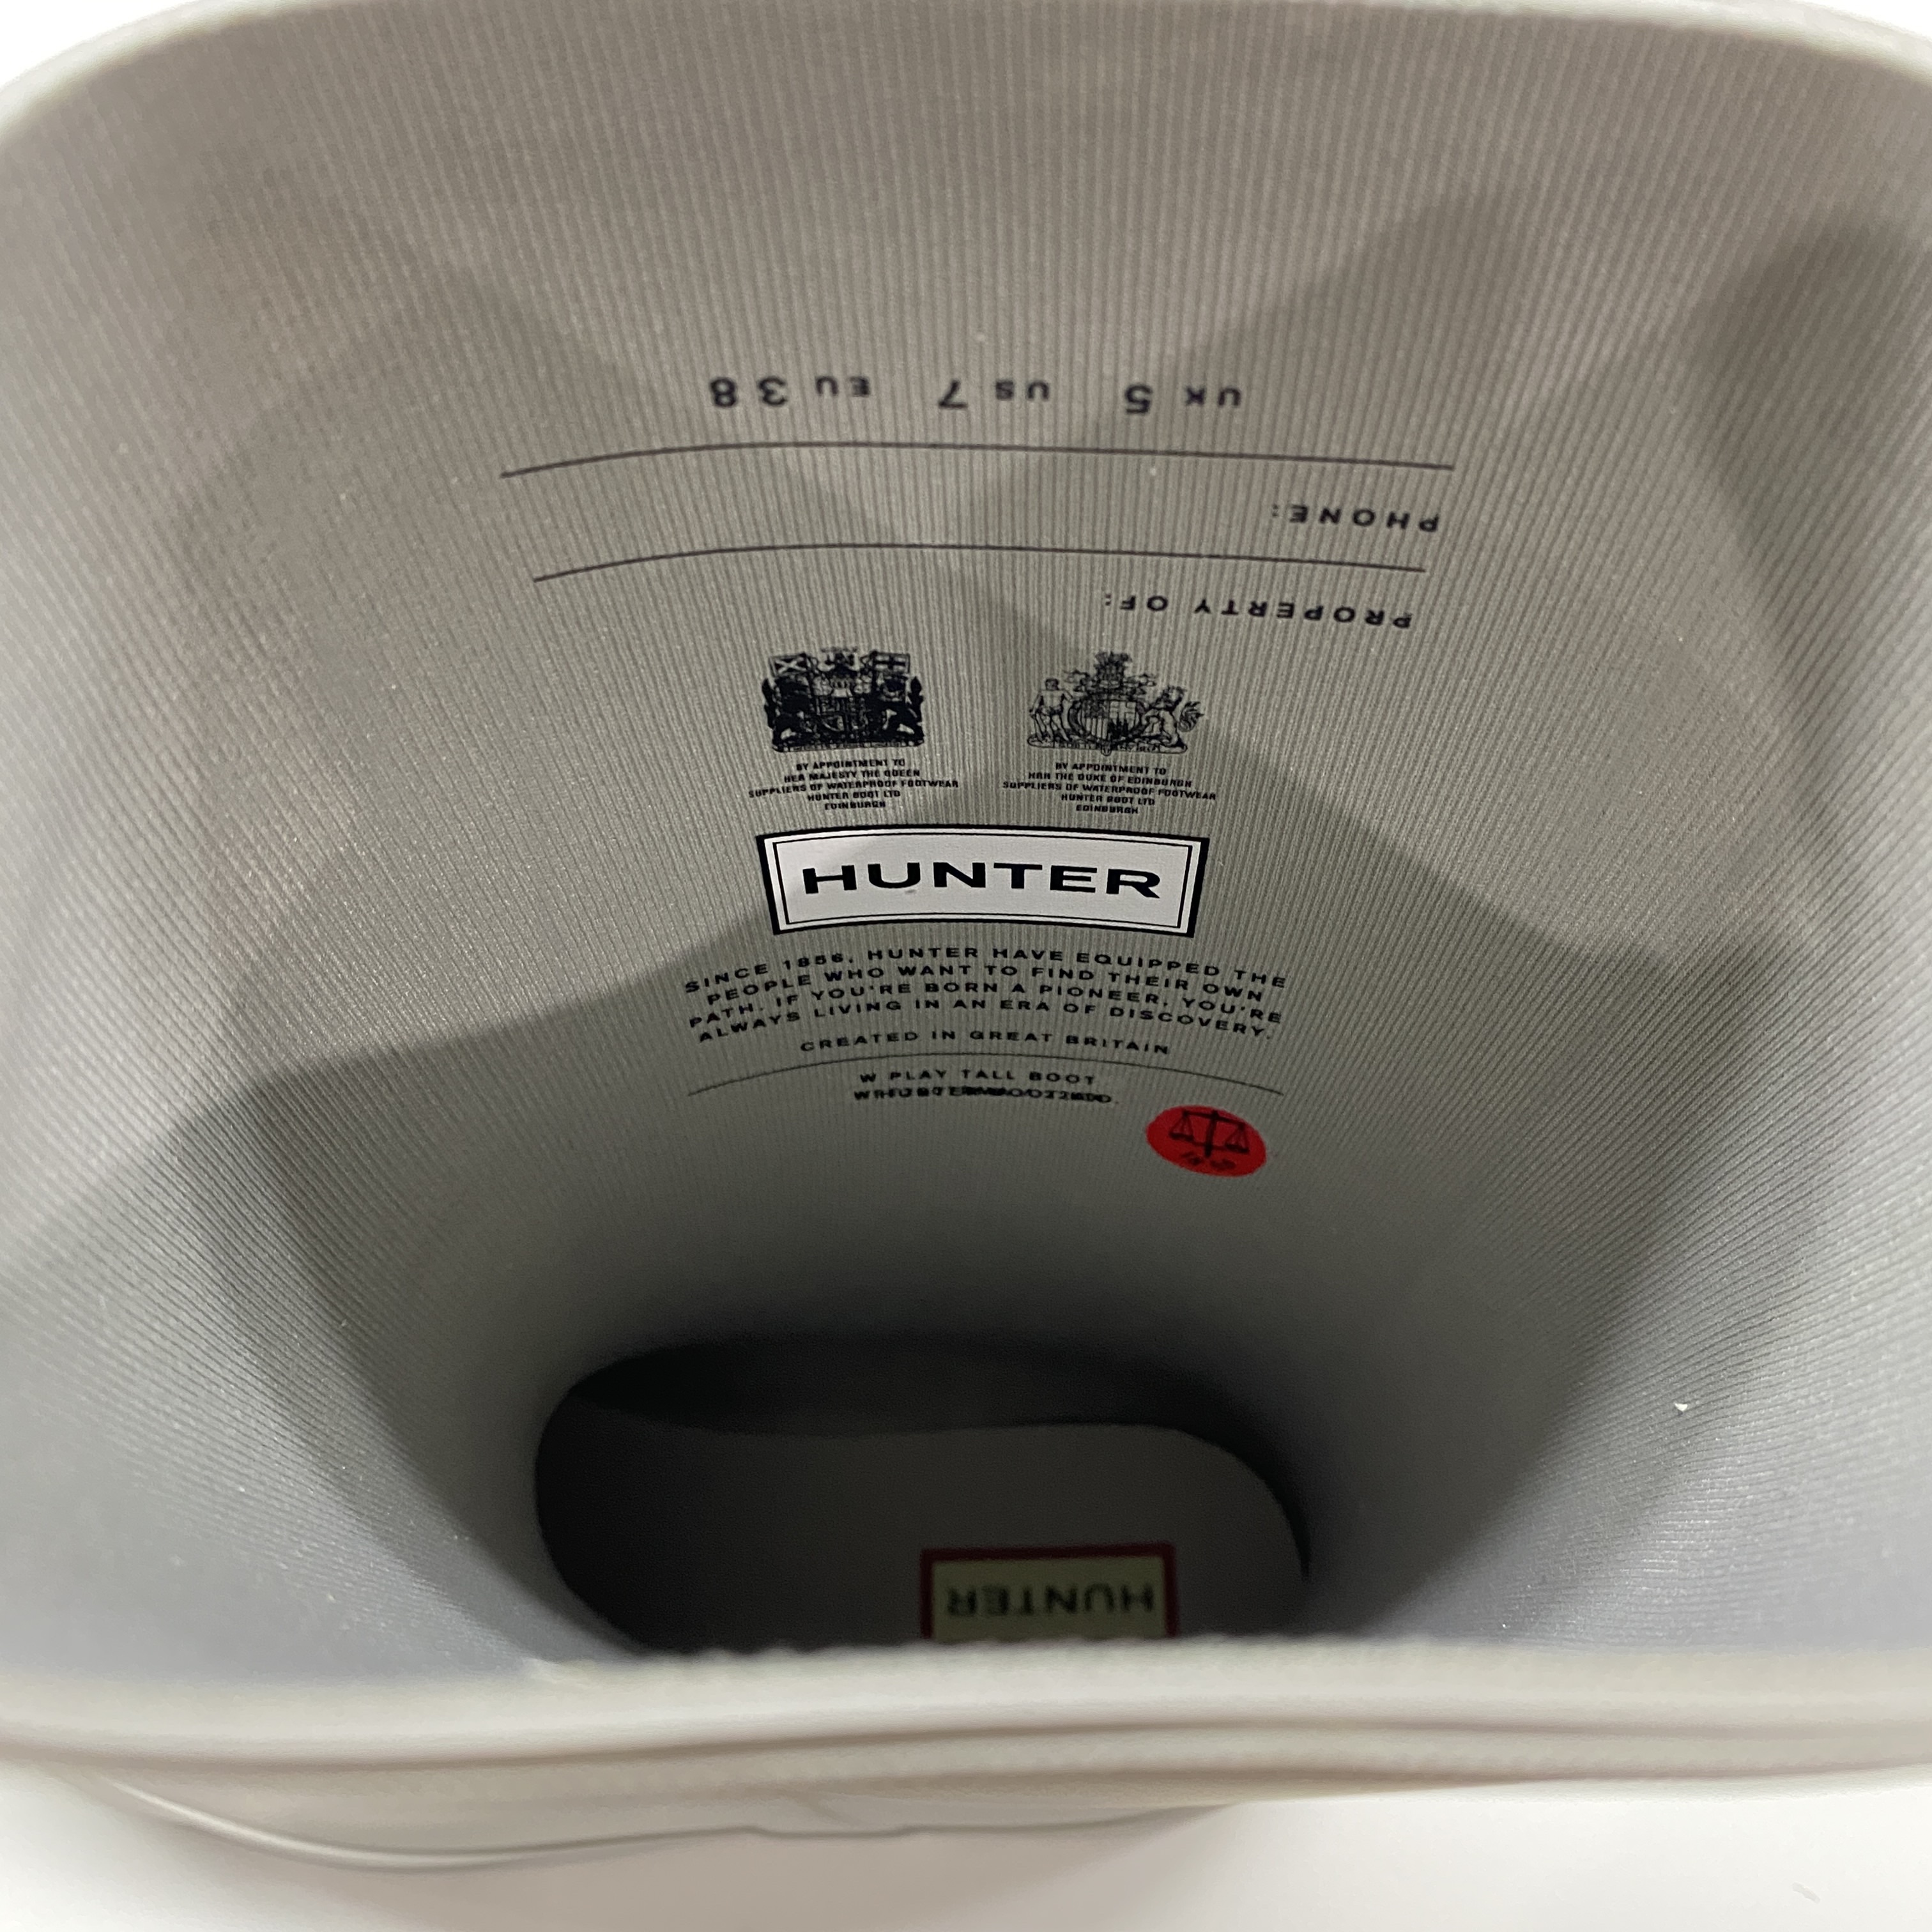 UK 5 US 7 EU 38
PHONE:
PROPERTY OF:
BY APPOINTMENT TO
HER MAJESTY THE QUEEN
SUPPLIERS OF WATERPROOF FOOTWEAR
HUNTER BOOT LTD
EDINBURGH
BY APPOINTMENT TO
HRH THE DUKE OF EDINBURGH
SUPPLIERS OF WATERPROOF FOOTWEAR
HUNTER BOOT LTD
EDINBURGH
HUNTER
SINCE 1856, HUNTER HAVE EQUIPPED THE
PEOPLE WHO WANT TO FIND THEIR OWN
PATH. IF YOU'RE BORN A PIONEER, YOU'RE
ALWAYS LIVING IN AN ERA OF DISCOVERY.
CREATED IN GREAT BRITAIN
W PLAY TALL BOOT
HUNTER